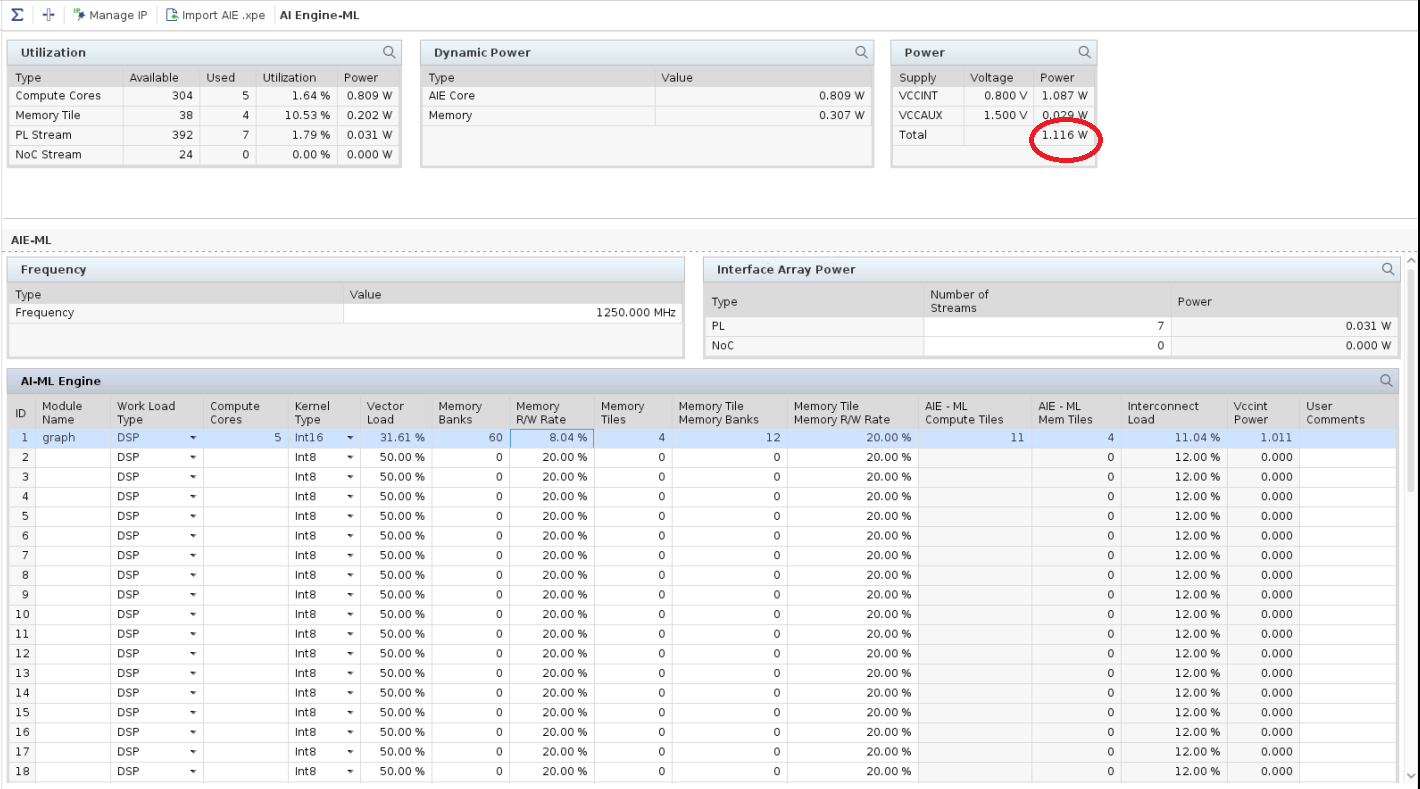 Σ Manage IP Import AIE .xpe AI Engine-ML
Utilization
Type Available Used Utilization Power
Compute Cores 304 5 1.64 % 0.809 W
Memory Tile 38 4 10.53 % 0.202 W
PL Stream 392 7 1.79 % 0.031 W
NoC Stream 24 0 0.00 % 0.000 W
Dynamic Power
Type Value
AIE Core 0.809 W
Memory 0.307 W
Power
Supply Voltage Power
VCCINT 0.800 V 1.087 W
VCCAUX 1.500 V 0.029 W
Total 1.116 W
AIE-ML
Frequency
Type Value
Frequency 1250.000 MHz
Interface Array Power
Type Number of Streams Power
PL 7 0.031 W
NoC 0 0.000 W
AI-ML Engine
ID Module Name Work Load Type Compute Cores Kernel Type Vector Load Memory Banks Memory R/W Rate Memory Tiles Memory Tile Memory Banks Memory Tile Memory R/W Rate AIE - ML Compute Tiles AIE - ML Mem Tiles Interconnect Load Vccint Power User Comments
1 graph DSP 5 Int16 31.61 % 60 8.04 % 4 12 20.00 % 11 4 11.04 % 1.011
2 DSP Int8 50.00 % 0 20.00 % 0 0 20.00 % 0 12.00 % 0.000
3 DSP Int8 50.00 % 0 20.00 % 0 0 20.00 % 0 12.00 % 0.000
4 DSP Int8 50.00 % 0 20.00 % 0 0 20.00 % 0 12.00 % 0.000
5 DSP Int8 50.00 % 0 20.00 % 0 0 20.00 % 0 12.00 % 0.000
6 DSP Int8 50.00 % 0 20.00 % 0 0 20.00 % 0 12.00 % 0.000
7 DSP Int8 50.00 % 0 20.00 % 0 0 20.00 % 0 12.00 % 0.000
8 DSP Int8 50.00 % 0 20.00 % 0 0 20.00 % 0 12.00 % 0.000
9 DSP Int8 50.00 % 0 20.00 % 0 0 20.00 % 0 12.00 % 0.000
10 DSP Int8 50.00 % 0 20.00 % 0 0 20.00 % 0 12.00 % 0.000
11 DSP Int8 50.00 % 0 20.00 % 0 0 20.00 % 0 12.00 % 0.000
12 DSP Int8 50.00 % 0 20.00 % 0 0 20.00 % 0 12.00 % 0.000
13 DSP Int8 50.00 % 0 20.00 % 0 0 20.00 % 0 12.00 % 0.000
14 DSP Int8 50.00 % 0 20.00 % 0 0 20.00 % 0 12.00 % 0.000
15 DSP Int8 50.00 % 0 20.00 % 0 0 20.00 % 0 12.00 % 0.000
16 DSP Int8 50.00 % 0 20.00 % 0 0 20.00 % 0 12.00 % 0.000
17 DSP Int8 50.00 % 0 20.00 % 0 0 20.00 % 0 12.00 % 0.000
18 DSP Int8 50.00 % 0 20.00 % 0 0 20.00 % 0 12.00 % 0.000